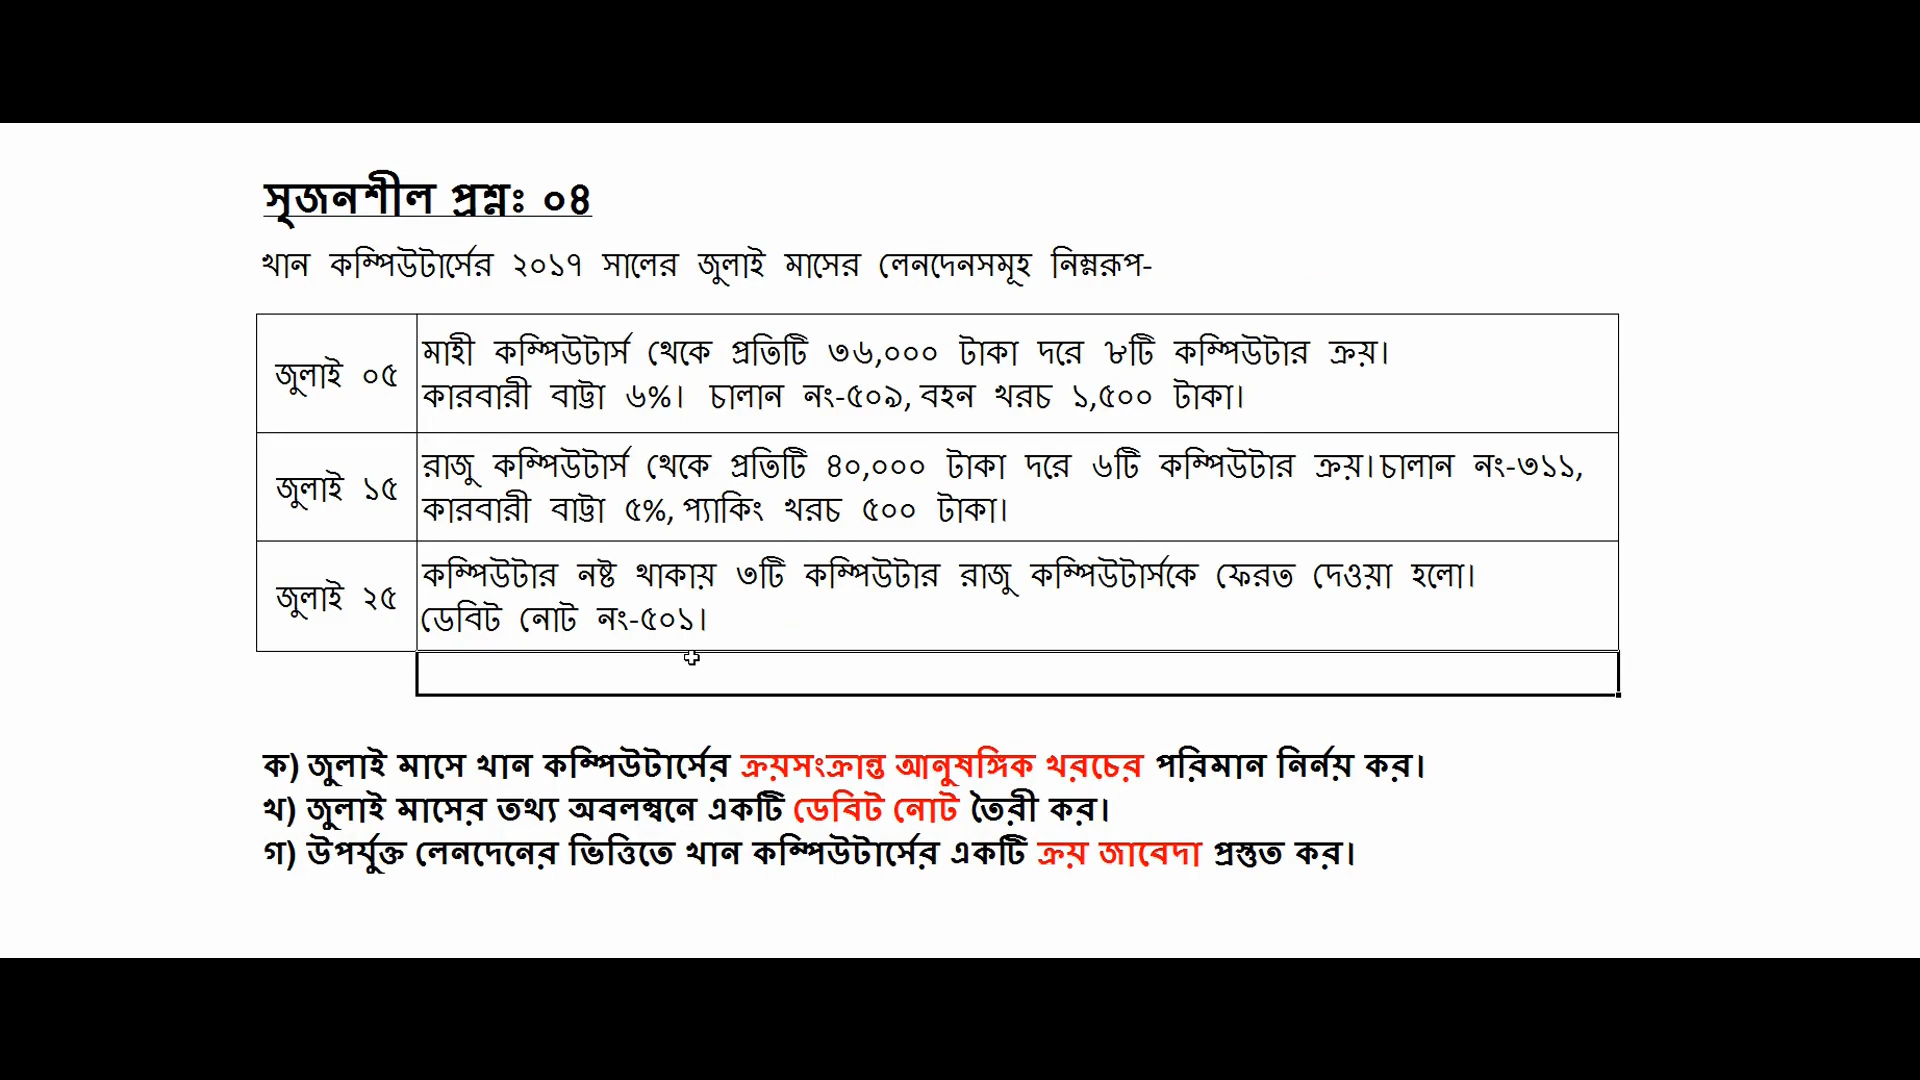 সৃজনশীল প্রশ্নঃ ০৪
খান কম্পিউটার্সের ২০১৭ সালের জুলাই মাসের লেনদেনসমূহ নিম্নরূপ-
জুলাই ০৫
মাহী কম্পিউটার্স থেকে প্রতিটি ৩৬,০০০ টাকা দরে ৮টি কম্পিউটার ক্রয়।
কারবারী বাট্টা ৬%। চালান নং-৫০৯, বহন খরচ ১,৫০০ টাকা।
জুলাই ১৫
রাজু কম্পিউটার্স থেকে প্রতিটি ৪০,০০০ টাকা দরে ৬টি কম্পিউটার ক্রয়। চালান নং-৩১১,
কারবারী বাট্টা ৫%, প্যাকিং খরচ ৫০০ টাকা।
জুলাই ২৫
কম্পিউটার নষ্ট থাকায় ৩টি কম্পিউটার রাজু কম্পিউটার্সকে ফেরত দেওয়া হলো।
ডেবিট নোট নং-৫০১।
ক) জুলাই মাসে খান কম্পিউটার্সের ক্রয়সংক্রান্ত আনুষঙ্গিক খরচের পরিমান নির্নয় কর।
খ) জুলাই মাসের তথ্য অবলম্বনে একটি ডেবিট নোট তৈরী কর।
গ) উপর্যুক্ত লেনদেনের ভিত্তিতে খান কম্পিউটার্সের একটি ক্রয় জাবেদা প্রস্তুত কর।